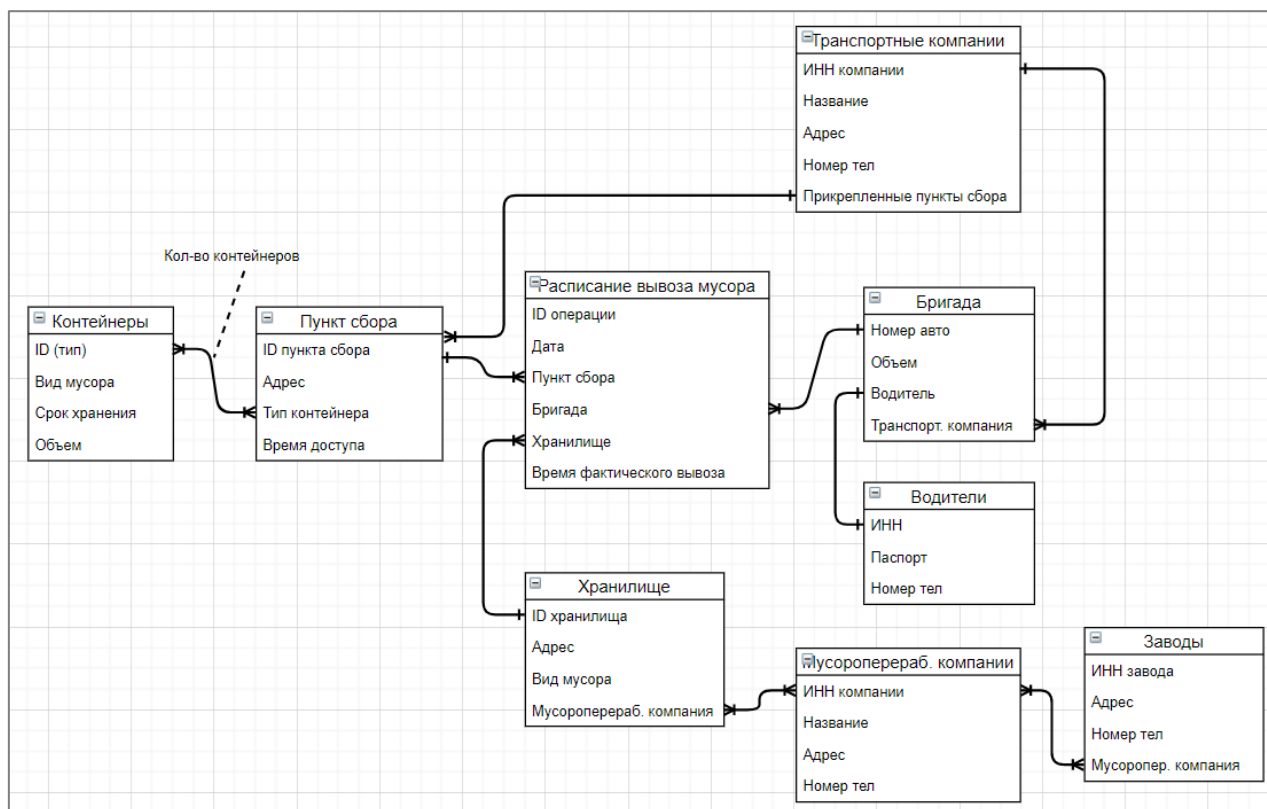 Транспортные компании
ИНН компании
Название
Адрес
Номер тел
Прикрепленные пункты сбора
Кол-во контейнеров
Контейнеры
ID (тип)
Вид мусора
Срок хранения
Объем
Пункт сбора
ID пункта сбора
Адрес
Тип контейнера
Время доступа
Расписание вывоза мусора
ID операции
Дата
Пункт сбора
Бригада
Хранилище
Время фактического вывоза
Бригада
Номер авто
Объем
Водитель
Транспорт. компания
Водители
ИНН
Паспорт
Номер тел
Хранилище
ID хранилища
Адрес
Вид мусора
Мусороперераб. компания
Мусороперераб. компании
ИНН компании
Название
Адрес
Номер тел
Заводы
ИНН завода
Адрес
Номер тел
Мусоропер. компания